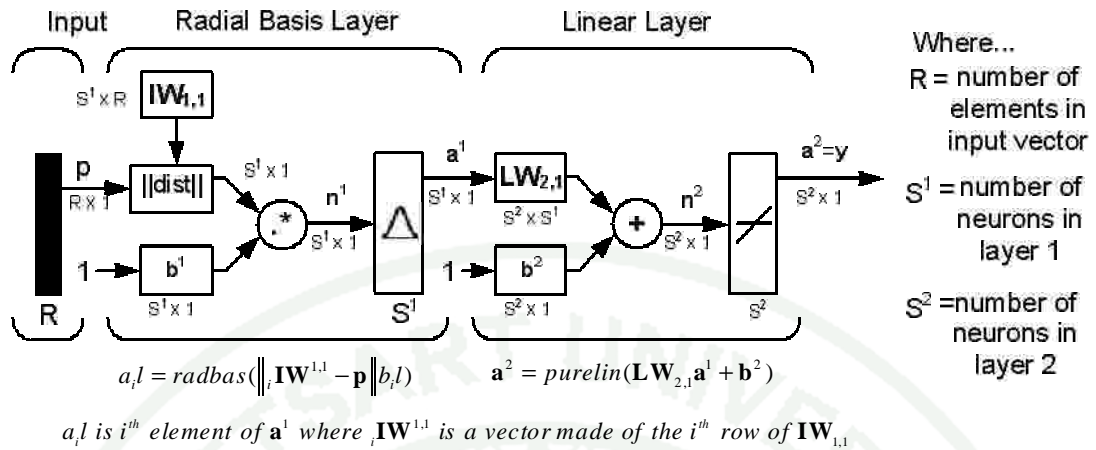 Input
Radial Basis Layer
Linear Layer
S¹ x R
IW₁,₁
p
R x 1
||dist||
S¹ x 1
1
b¹
S¹ x 1
.*
n¹
S¹ x 1
a¹
S¹ x 1
R
S¹
LW₂,₁
S² x S¹
1
b²
S² x 1
+
n²
S² x 1
S²
a²=y
S² x 1
Where...
R = number of
elements in
input vector
S¹ = number of
neurons in
layer 1
S² =number of
neurons in
layer 2
aᵢl = radbas(‖ᵢIW¹,¹ − p‖bᵢl)
a² = purelin(LW₂,₁a¹ + b²)
aᵢl is iᵗʰ element of a¹ where ᵢIW¹,¹ is a vector made of the iᵗʰ row of IW₁,₁